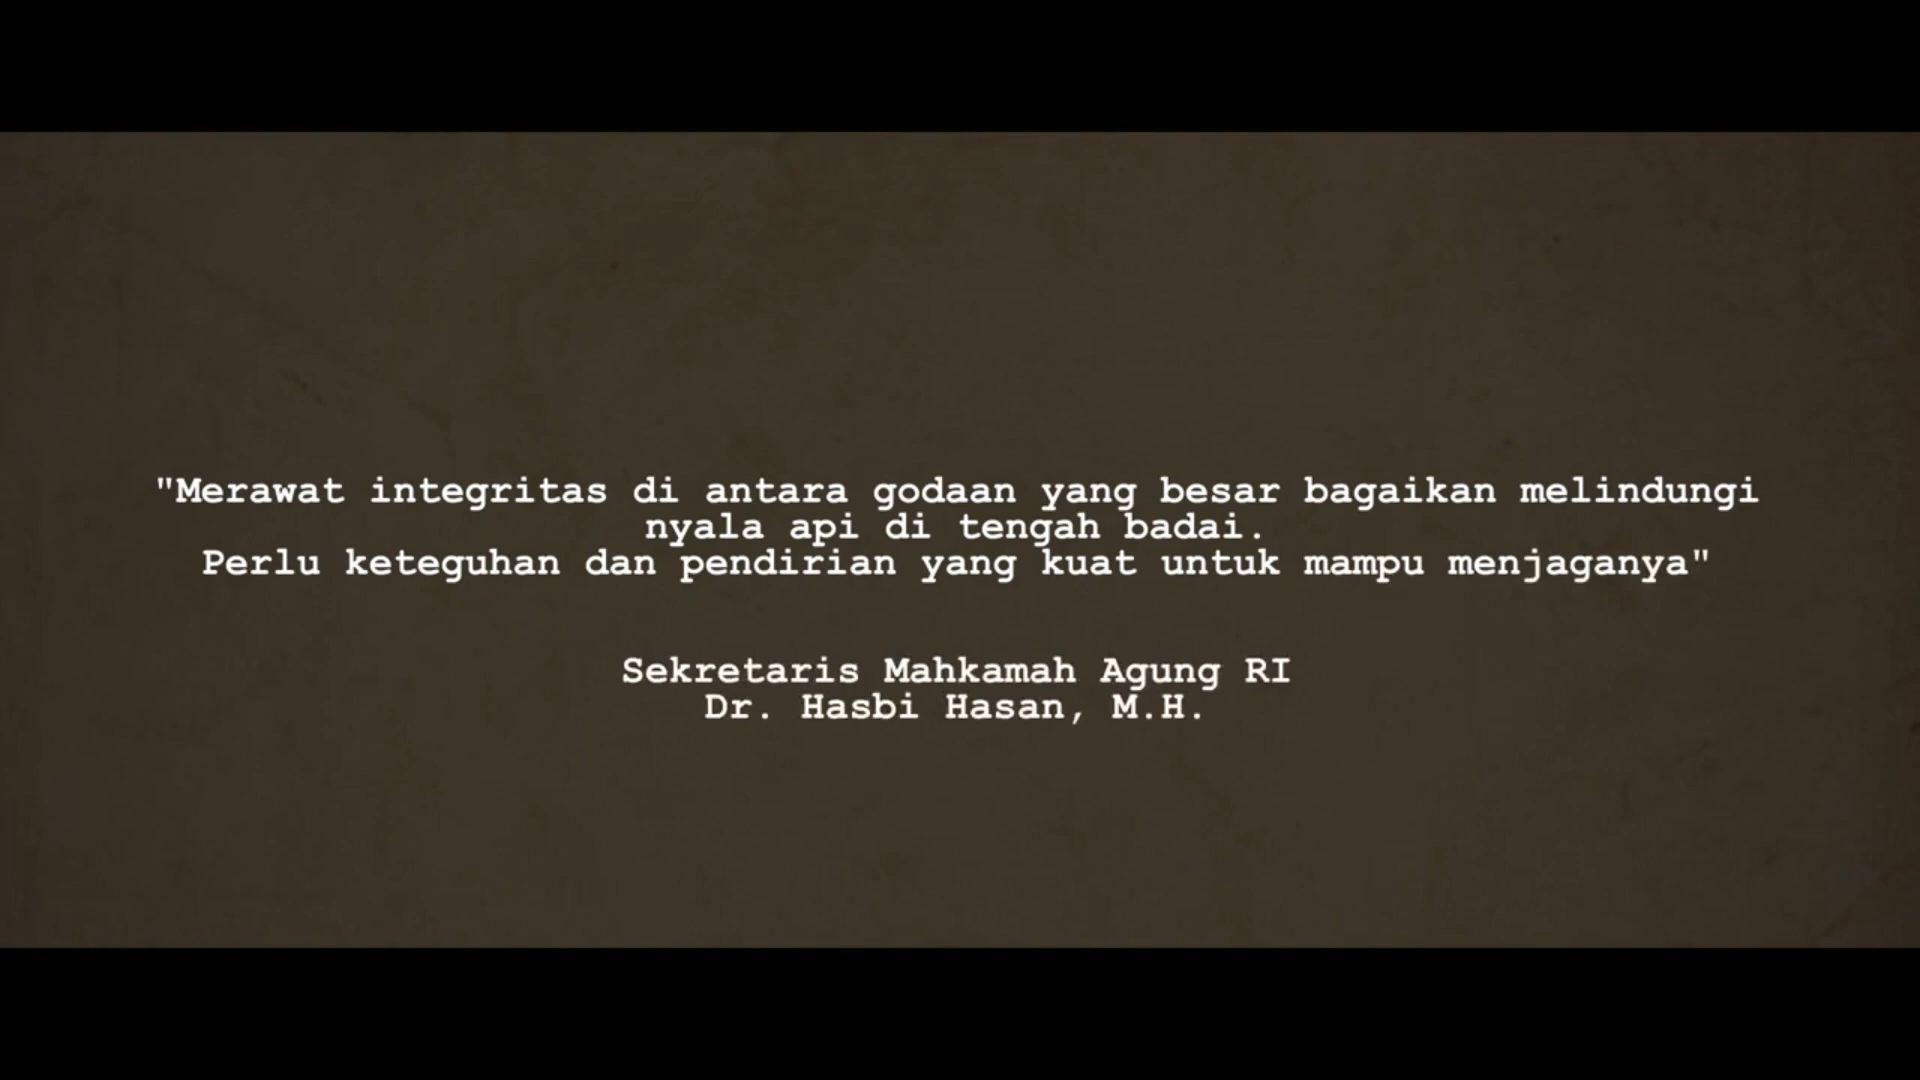 "Merawat integritas di antara godaan yang besar bagaikan melindungi
nyala api di tengah badai.
Perlu keteguhan dan pendirian yang kuat untuk mampu menjaganya"
Sekretaris Mahkamah Agung RI
Dr. Hasbi Hasan, M.H.